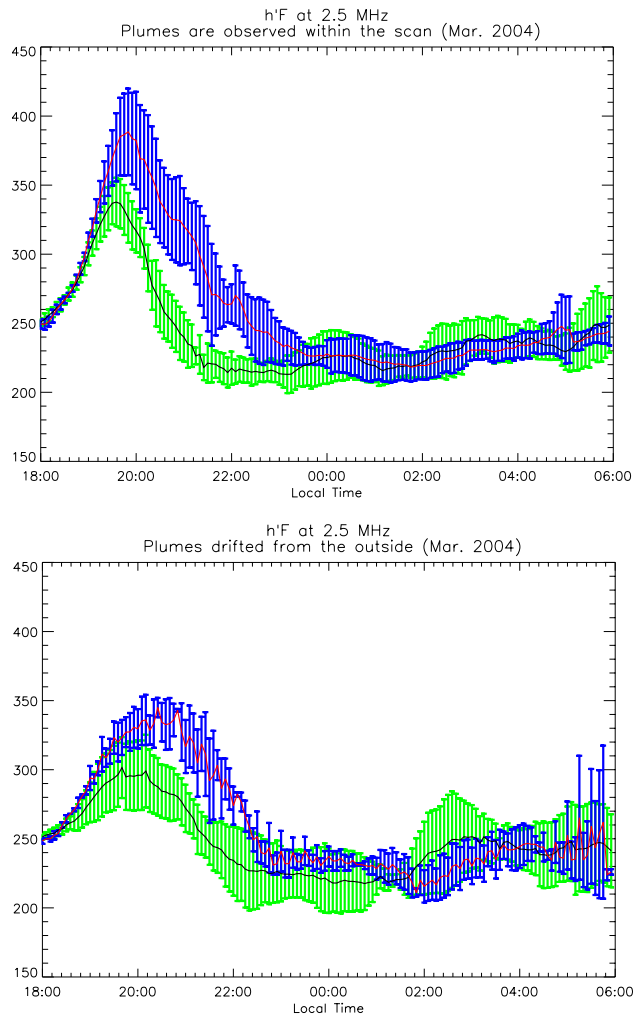 h'F at 2.5 MHz
Plumes are observed within the scan (Mar. 2004)
450
400
350
300
250
200
150
18:00 20:00 22:00 00:00 02:00 04:00 06:00
Local Time
h'F at 2.5 MHz
Plumes drifted from the outside (Mar. 2004)
450
400
350
300
250
200
150
18:00 20:00 22:00 00:00 02:00 04:00 06:00
Local Time